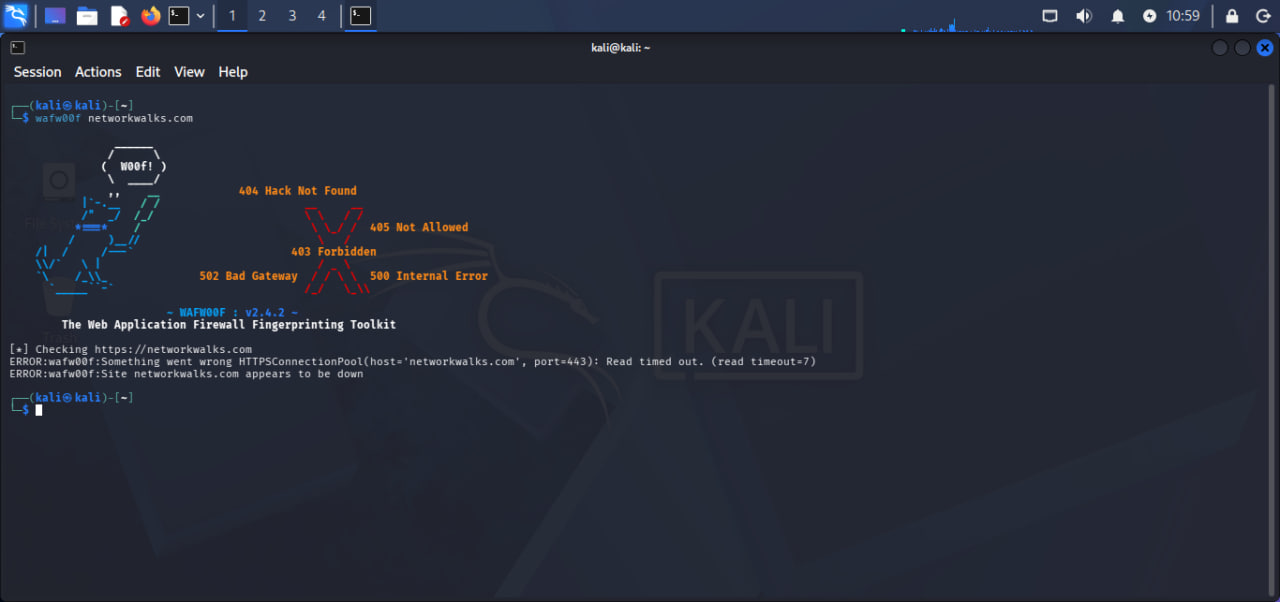 1 2 3 4 10:59
kali@kali: ~
Session Actions Edit View Help
(kali㉿kali)-[~]
$ wafw00f networkwalks.com
W00f!
404 Hack Not Found
File System
405 Not Allowed
403 Forbidden
502 Bad Gateway 500 Internal Error
~ WAFW00F : v2.4.2 ~
The Web Application Firewall Fingerprinting Toolkit
KALI
Trash
[*] Checking https://networkwalks.com
ERROR:wafw00f:Something went wrong HTTPSConnectionPool(host='networkwalks.com', port=443): Read timed out. (read timeout=7)
ERROR:wafw00f:Site networkwalks.com appears to be down
(kali㉿kali)-[~]
$